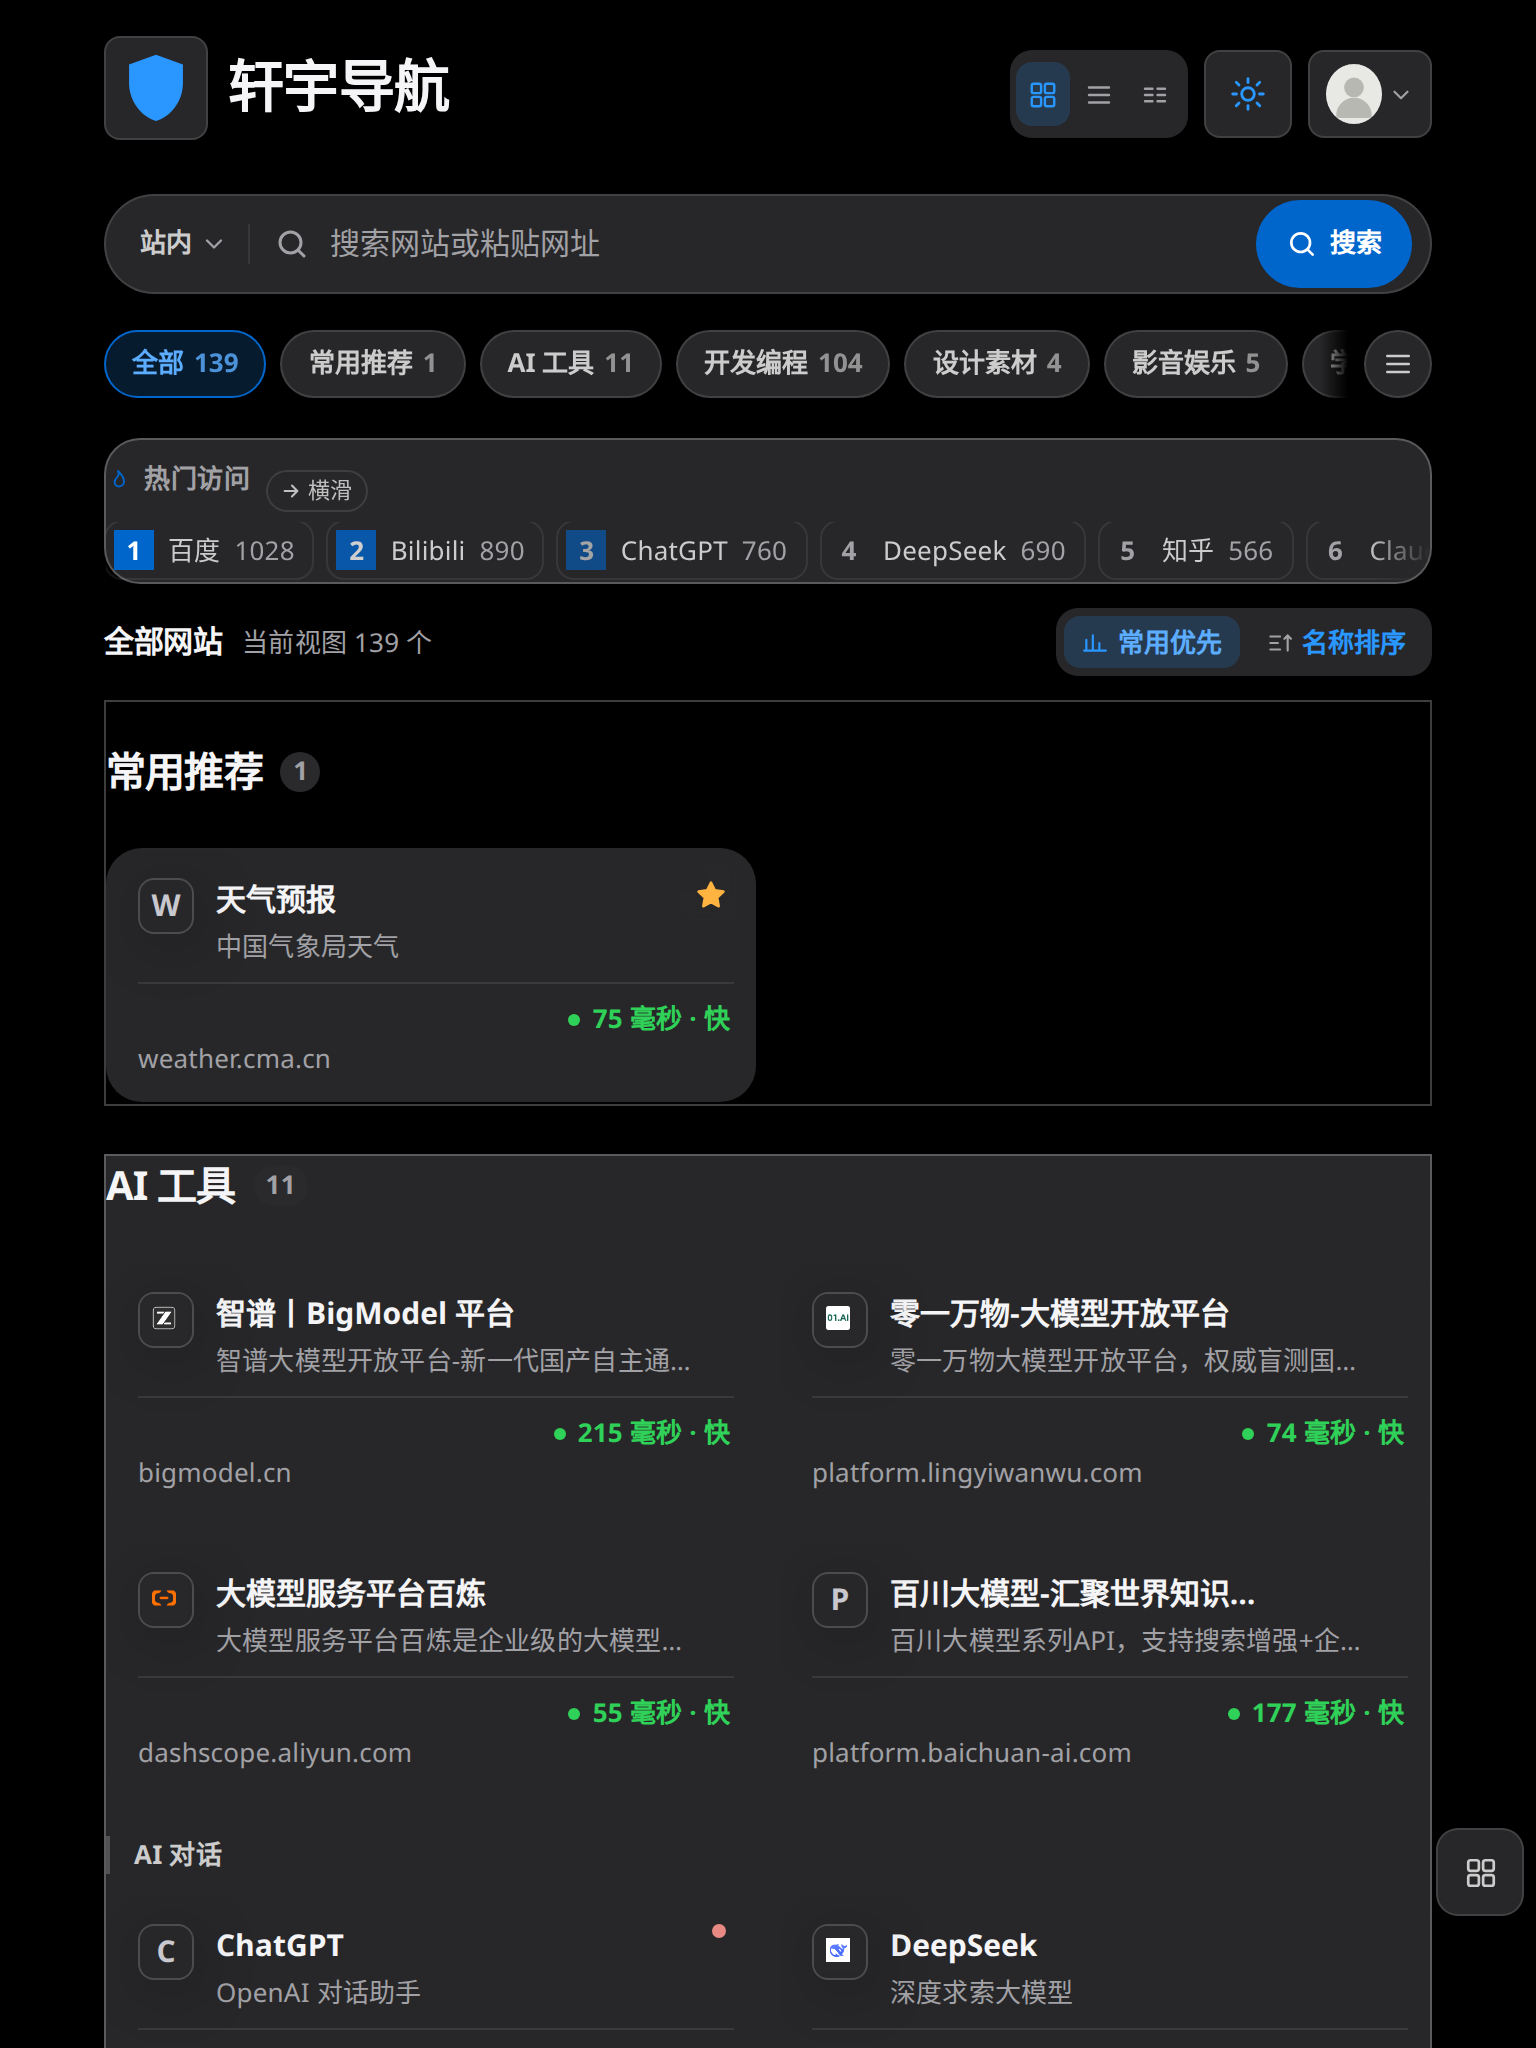 轩宇导航
站内
搜索网站或粘贴网址
搜索
全部 139
常用推荐 1
AI 工具 11
开发编程 104
设计素材 4
影音娱乐 5
热门访问
横滑
1 百度 1028
2 Bilibili 890
3 ChatGPT 760
4 DeepSeek 690
5 知乎 566
6
全部网站 当前视图 139 个
常用优先
名称排序
常用推荐 1
W
天气预报
中国气象局天气
75 毫秒 · 快
weather.cma.cn
AI 工具 11
智谱丨BigModel 平台
智谱大模型开放平台-新一代国产自主通...
215 毫秒 · 快
bigmodel.cn
01.AI
零一万物-大模型开放平台
零一万物大模型开放平台，权威盲测国...
74 毫秒 · 快
platform.lingyiwanwu.com
大模型服务平台百炼
大模型服务平台百炼是企业级的大模型...
55 毫秒 · 快
dashscope.aliyun.com
P
百川大模型-汇聚世界知识...
百川大模型系列API，支持搜索增强+企...
177 毫秒 · 快
platform.baichuan-ai.com
AI 对话
C
ChatGPT
OpenAI 对话助手
DeepSeek
深度求索大模型